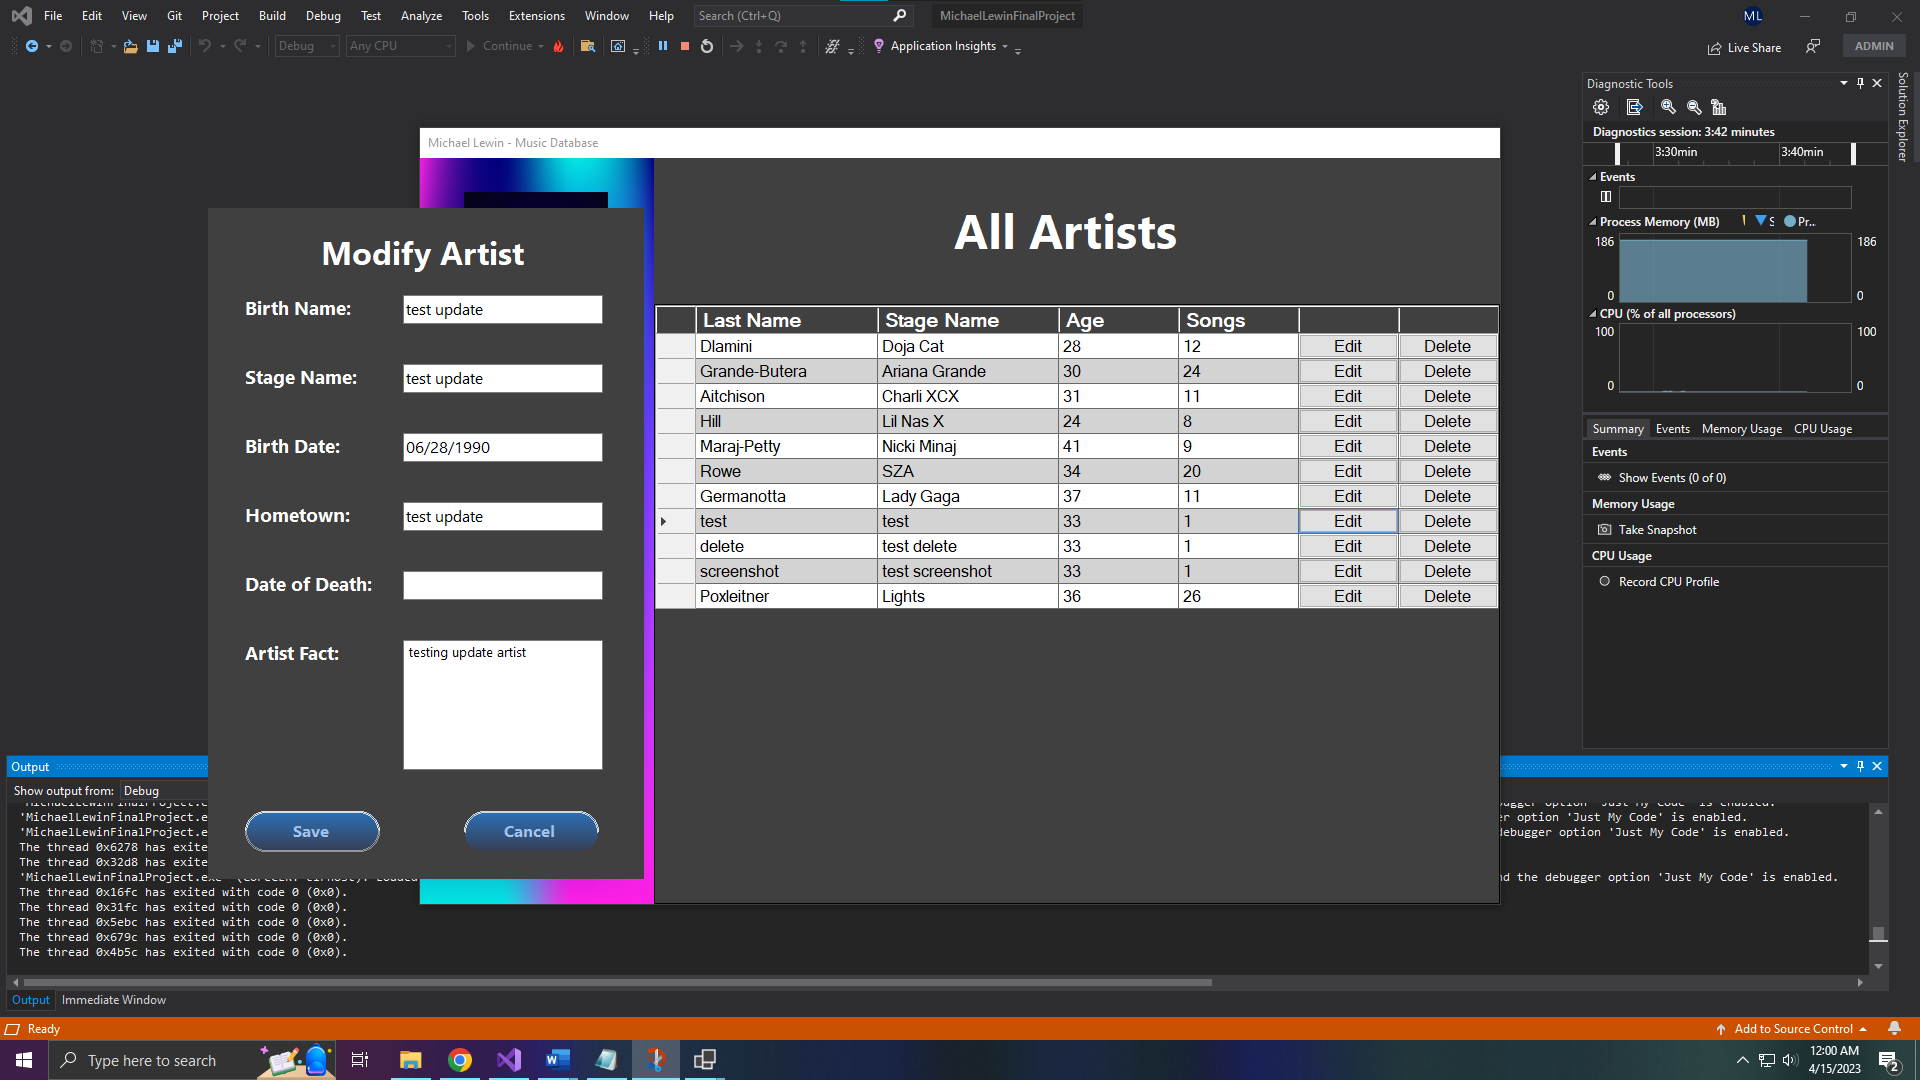 File Edit View Git Project Build Debug Test Analyze Tools Extensions Window Help Search (Ctrl+Q) MichaelLewinFinalProject ML
Debug Any CPU Continue Application Insights Live Share ADMIN
Diagnostic Tools
Solution Explorer
Diagnostics session: 3:42 minutes
3:30min 3:40min
Events
Process Memory (MB) S Pr...
186 186
0 0
CPU (% of all processors)
100 100
0 0
Summary Events Memory Usage CPU Usage
Events
Show Events (0 of 0)
Memory Usage
Take Snapshot
CPU Usage
Record CPU Profile
Michael Lewin - Music Database
All Artists
Last Name Stage Name Age Songs
Dlamini Doja Cat 28 12 Edit Delete
Grande-Butera Ariana Grande 30 24 Edit Delete
Aitchison Charli XCX 31 11 Edit Delete
Hill Lil Nas X 24 8 Edit Delete
Maraj-Petty Nicki Minaj 41 9 Edit Delete
Rowe SZA 34 20 Edit Delete
Germanotta Lady Gaga 37 11 Edit Delete
test test 33 1 Edit Delete
delete test delete 33 1 Edit Delete
screenshot test screenshot 33 1 Edit Delete
Poxleitner Lights 36 26 Edit Delete
Modify Artist
Birth Name: test update
Stage Name: test update
Birth Date: 06/28/1990
Hometown: test update
Date of Death:
Artist Fact: testing update artist
Save Cancel
Output
Show output from: Debug
option 'Just My Code' is enabled.
'MichaelLewinFinalProject.e er option 'Just My Code' is enabled.
'MichaelLewinFinalProject.e debugger option 'Just My Code' is enabled.
The thread 0x6278 has exite
The thread 0x32d8 has exite
'MichaelLewinFinalProject.exe' nd the debugger option 'Just My Code' is enabled.
The thread 0x16fc has exited with code 0 (0x0).
The thread 0x31fc has exited with code 0 (0x0).
The thread 0x5ebc has exited with code 0 (0x0).
The thread 0x679c has exited with code 0 (0x0).
The thread 0x4b5c has exited with code 0 (0x0).
Output Immediate Window
Ready Add to Source Control
Type here to search
12:00 AM
4/15/2023
2